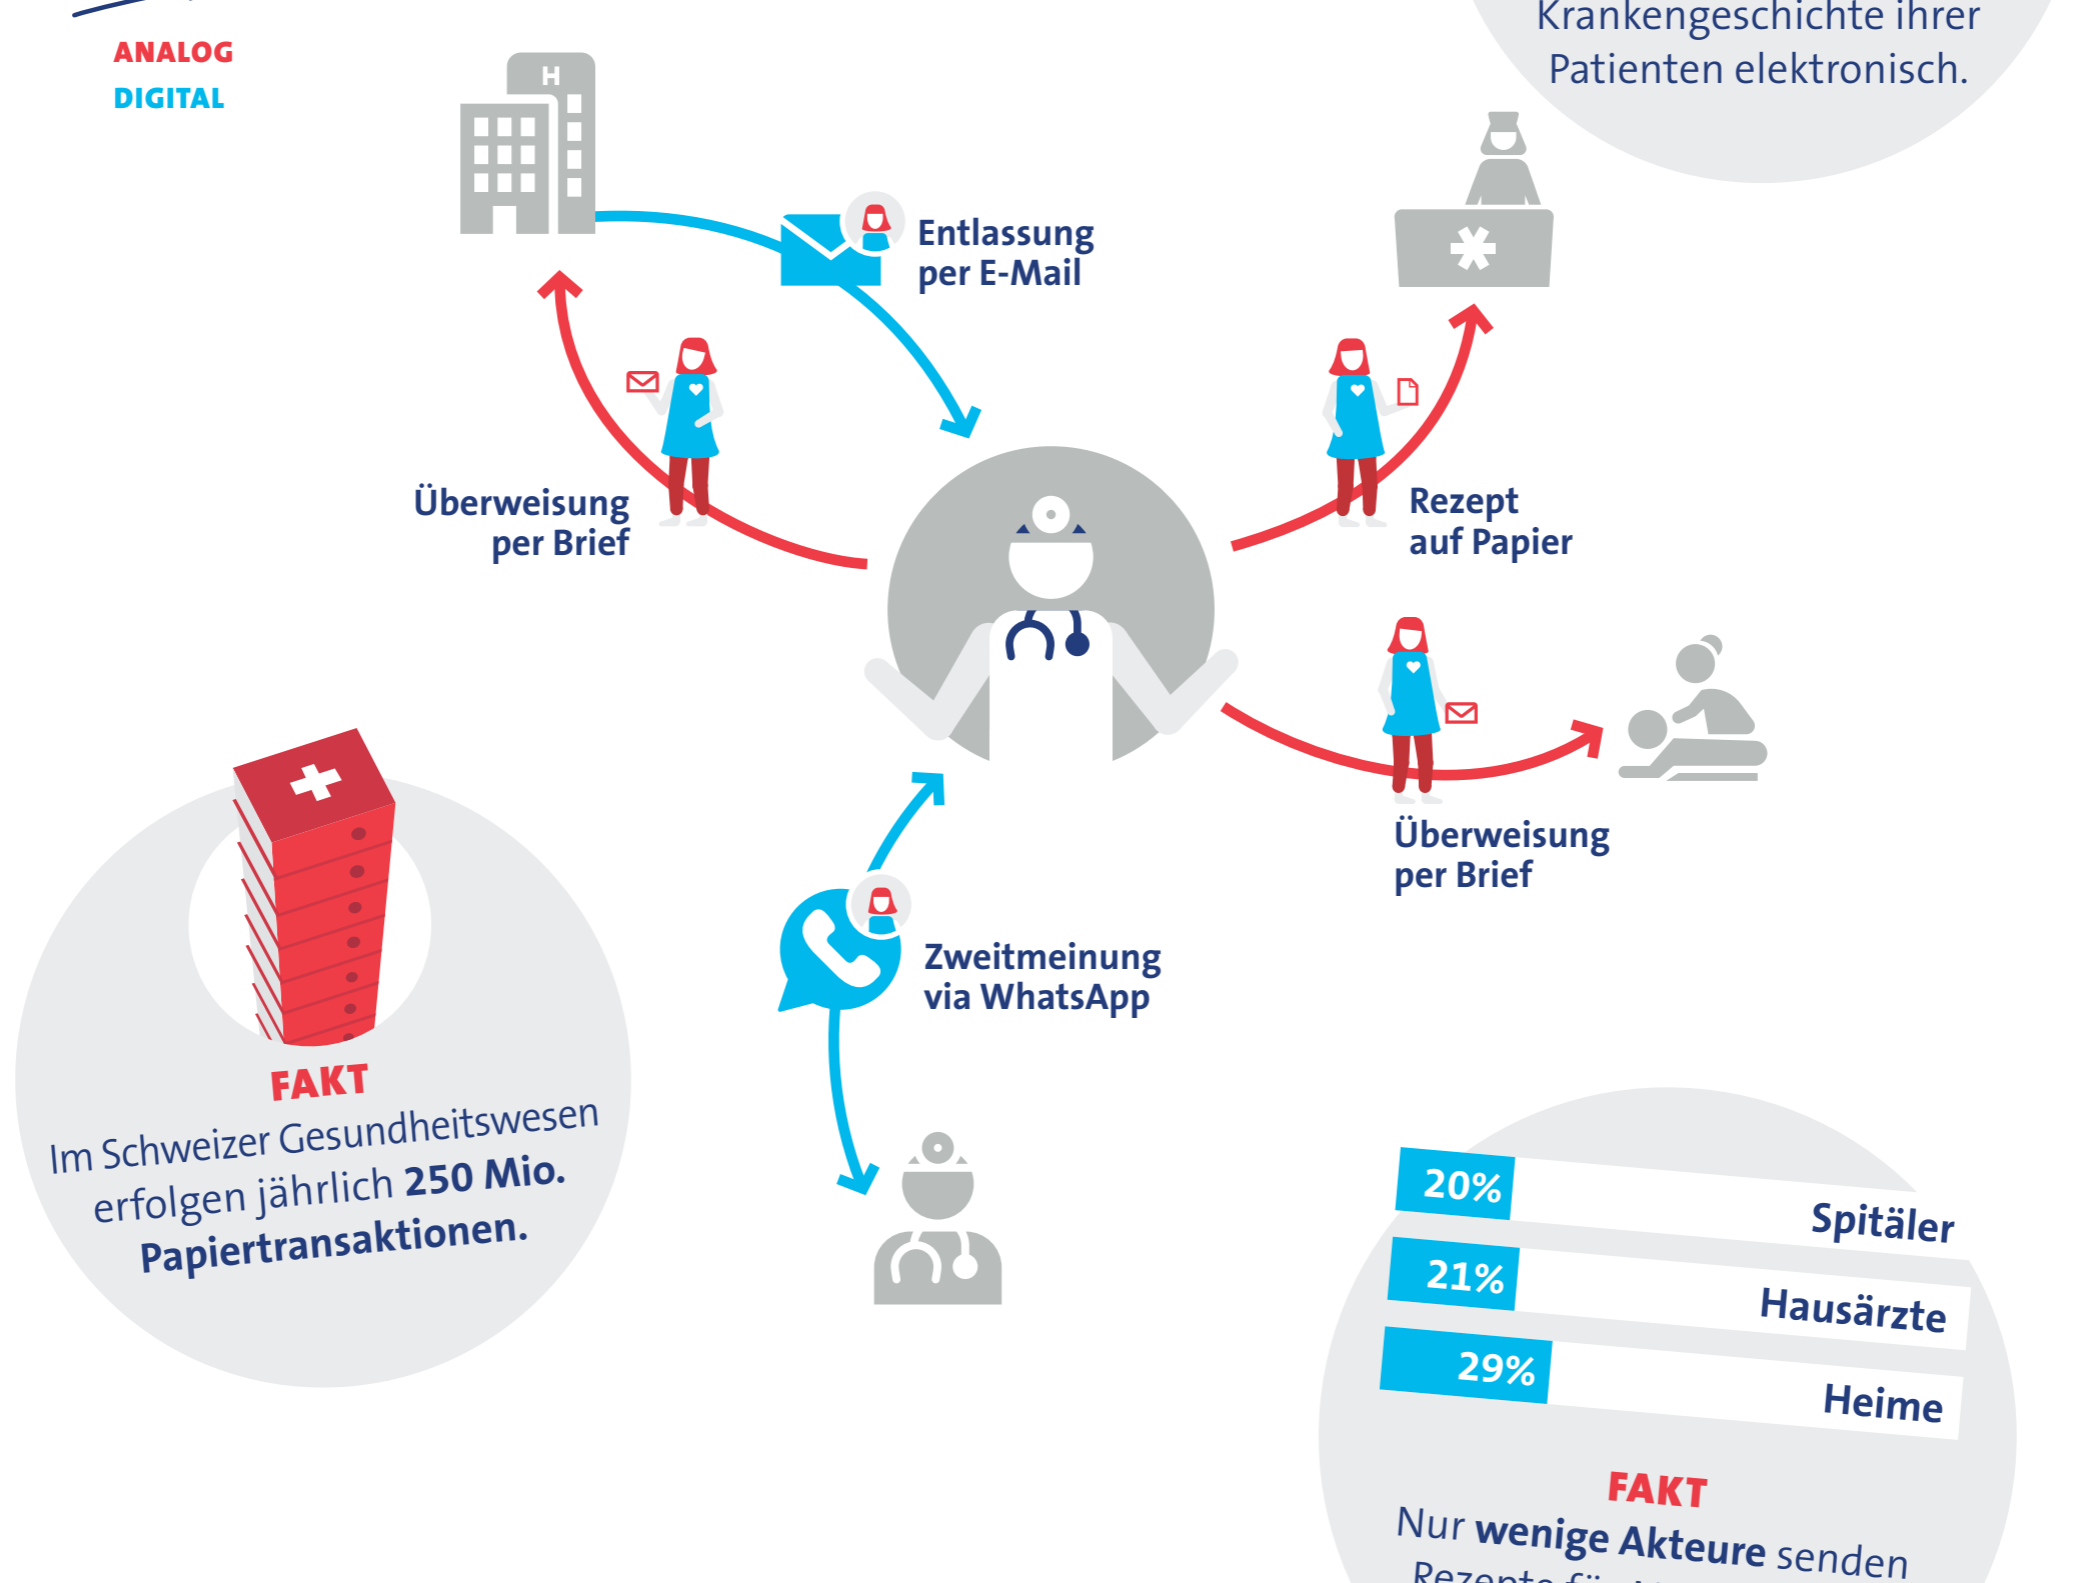 Krankengeschichte ihrer
Patienten elektronisch.
ANALOG
DIGITAL
H
Entlassung
per E-Mail
Überweisung
per Brief
Rezept
auf Papier
Überweisung
per Brief
Zweitmeinung
via WhatsApp
FAKT
Im Schweizer Gesundheitswesen
erfolgen jährlich 250 Mio.
Papiertransaktionen.
20% Spitäler
21% Hausärzte
29% Heime
FAKT
Nur wenige Akteure senden
Rezepte